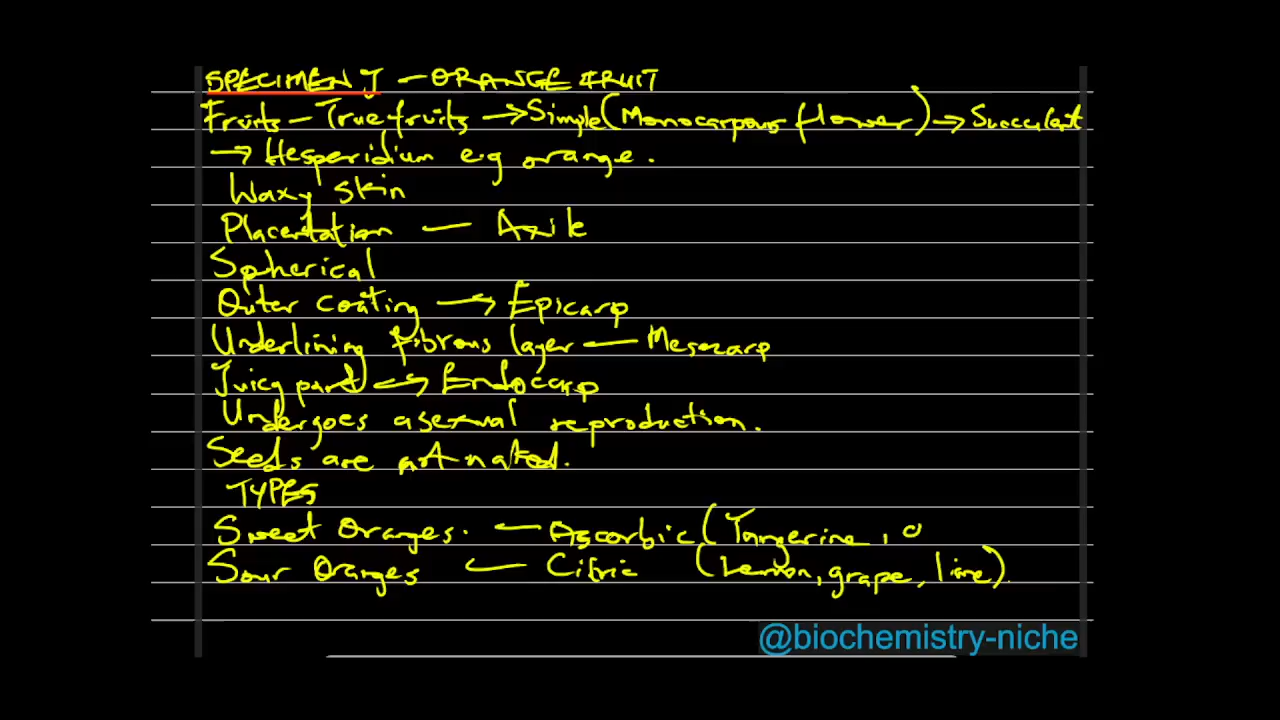 SPECIMEN J - ORANGE FRUIT
Fruits - True fruits → Simple (Monocarpous flower) → Succulent
→ Hesperidium e.g orange.
Waxy skin
Placentation - Axile
Spherical
Outer coating → Epicarp
Underlining fibrous layer - Mesocarp
Juicy part → Endocarp
Undergoes asexual reproduction.
Seeds are not naked.
TYPES
Sweet Oranges. - Ascorbic (Tangerine, o
Sour Oranges - Citric (Lemon, grape, lime).
@biochemistry-niche